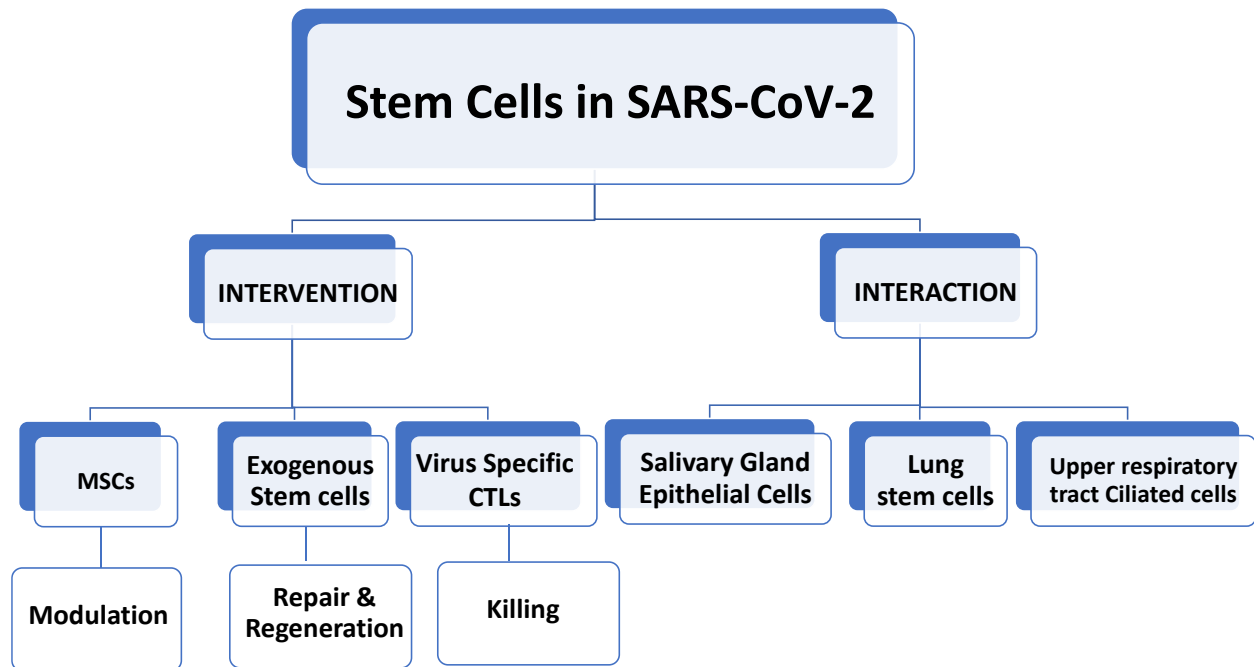 Stem Cells in SARS-CoV-2
INTERVENTION
INTERACTION
MSCs
Exogenous
Stem cells
Virus Specific
CTLs
Salivary Gland
Epithelial Cells
Lung
stem cells
Upper respiratory
tract Ciliated cells
Modulation
Repair &
Regeneration
Killing